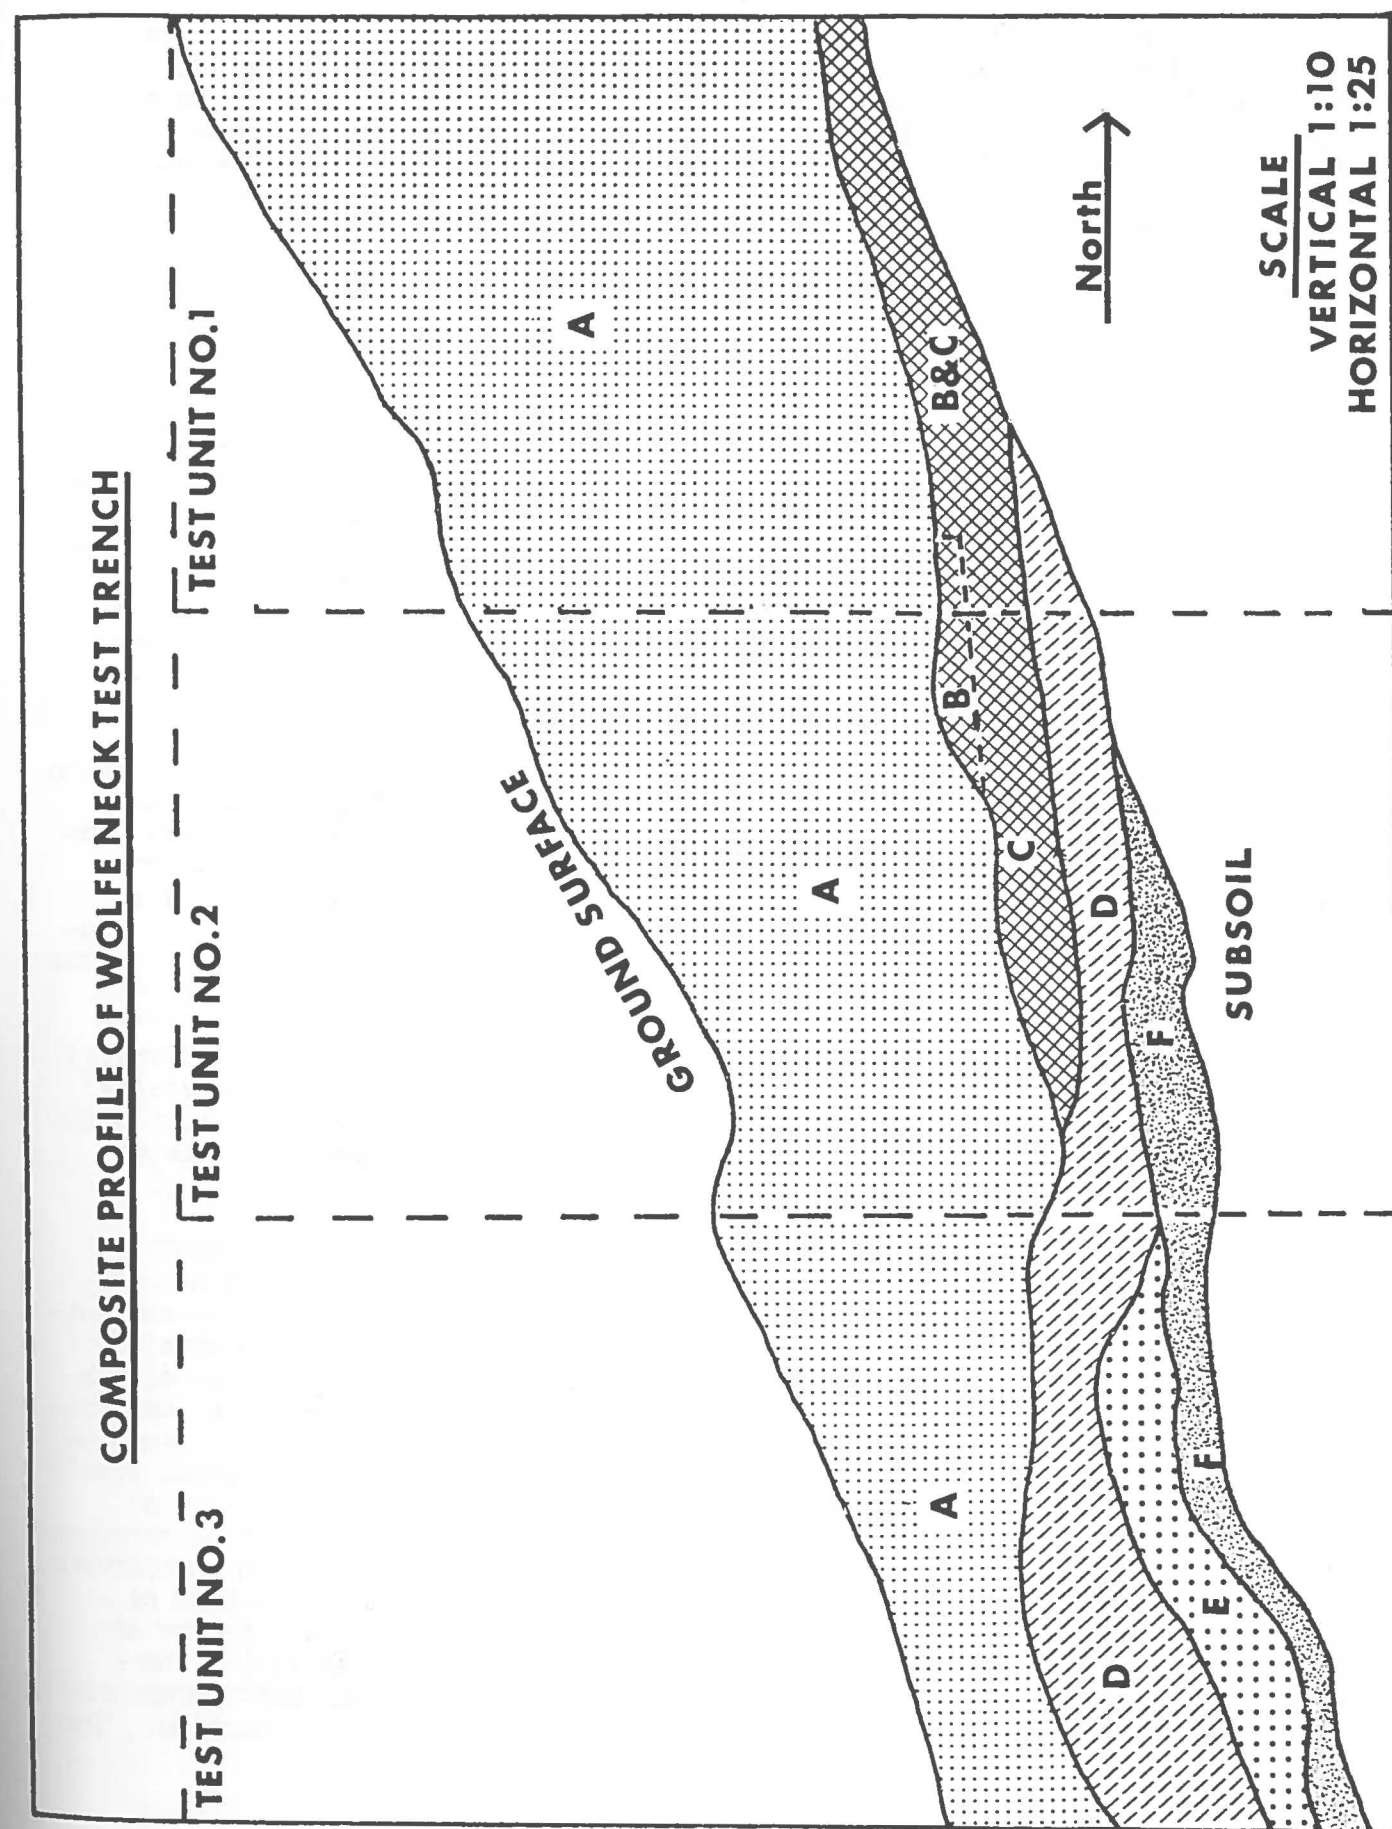 COMPOSITE PROFILE OF WOLFE NECK TEST TRENCH
TEST UNIT NO.3
TEST UNIT NO.2
TEST UNIT NO.1
GROUND SURFACE
A
A
A
B
B&C
C
D
D
E
F
F
SUBSOIL
North
SCALE
VERTICAL 1:10
HORIZONTAL 1:25